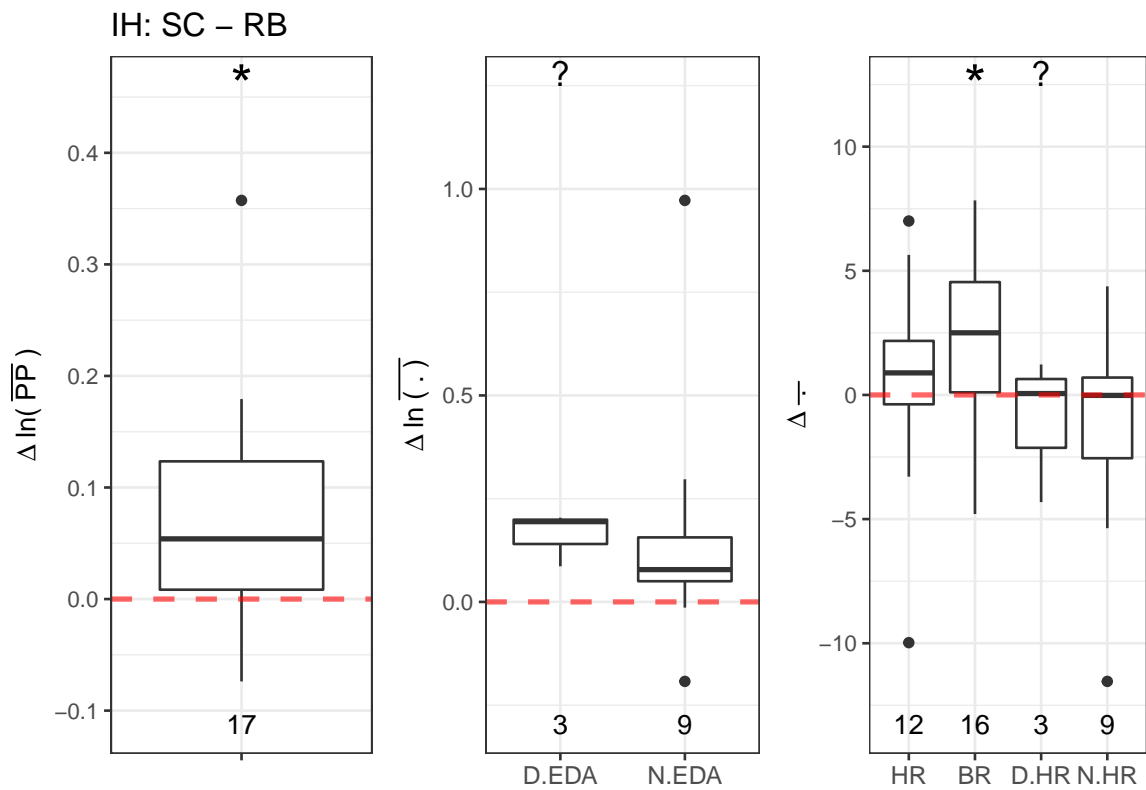 IH: SC − RB
Δ ln( PP )
0.4
0.3
0.2
0.1
0.0
−0.1
*
17
Δ ln( . )
1.0
0.5
0.0
?
3
9
D.EDA
N.EDA
Δ .
10
5
0
−5
−10
*
?
12
16
3
9
HR
BR
D.HR
N.HR